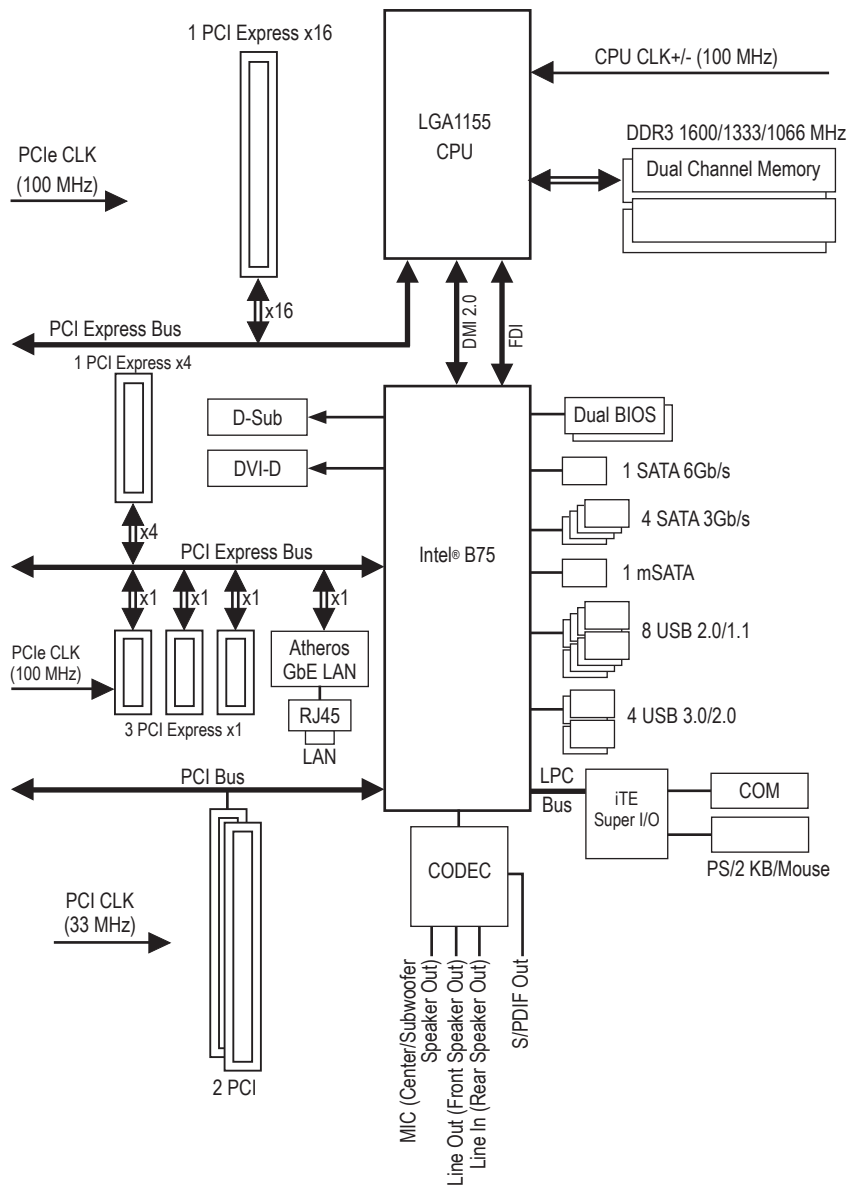 1 PCI Express x16
CPU CLK+/- (100 MHz)
LGA1155
CPU
DDR3 1600/1333/1066 MHz
Dual Channel Memory
PCIe CLK
(100 MHz)
x16
PCI Express Bus
DMI 2.0
FDI
1 PCI Express x4
D-Sub
Dual BIOS
DVI-D
1 SATA 6Gb/s
x4
4 SATA 3Gb/s
PCI Express Bus
Intel® B75
1 mSATA
x1
x1
x1
x1
8 USB 2.0/1.1
PCIe CLK
(100 MHz)
Atheros
GbE LAN
RJ45
4 USB 3.0/2.0
3 PCI Express x1
LAN
PCI Bus
LPC
Bus
iTE
Super I/O
COM
PS/2 KB/Mouse
CODEC
PCI CLK
(33 MHz)
2 PCI
MIC (Center/Subwoofer
Speaker Out)
Line Out (Front Speaker Out)
Line In (Rear Speaker Out)
S/PDIF Out